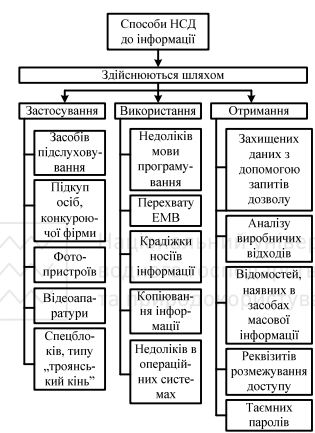 Способи НСД
до інформації
Здійснюються шляхом
Застосування
Засобів
підслухову-
вання
Підкуп
осіб,
конкурою-
чої фірми
Фото-
пристроїв
Відеоапа-
ратури
Спецбло-
ків, типу
„троянсь-
кий кінь”
Використання
Недоліків
мови
програму-
вання
Перехвату
ЕМВ
Крадіжки
носіїв
інформації
Копіюван-
ня інфор-
мації
Недоліків в
операцій-
них систе-
мах
Отримання
Захищених
даних з
допомогою
запитів
дозволу
Аналізу
виробничих
відходів
Відомостей,
наявних в
засобах
масової
інформації
Реквізитів
розмежування
доступу
Таємних
паролів